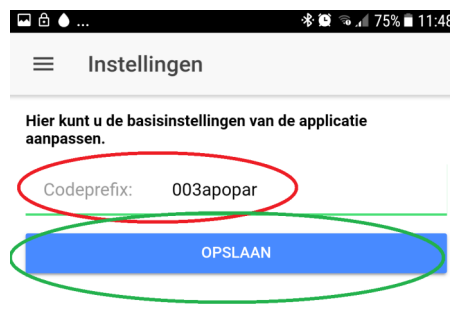 ... 75% 11:48
Instellingen
Hier kunt u de basisinstellingen van de applicatie
aanpassen.
Codeprefix: 003apopar
OPSLAAN